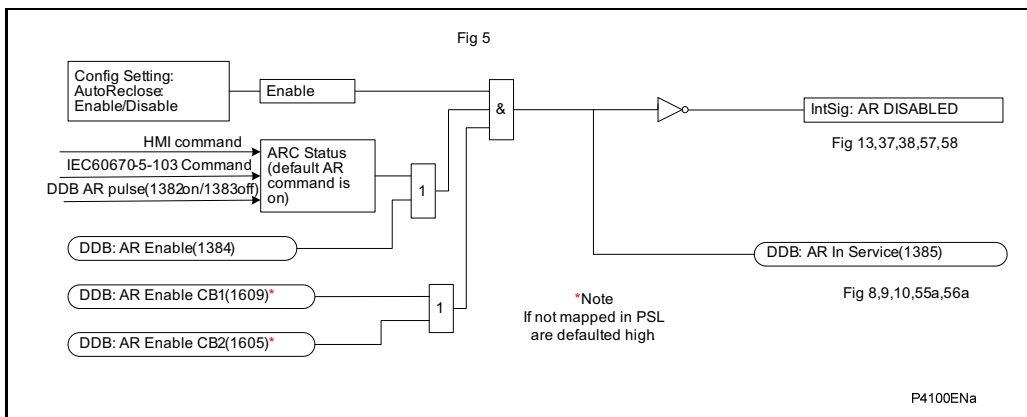 Fig 5
Config Setting:
AutoReclose:
Enable/Disable
Enable
&
IntSig: AR DISABLED
Fig 13,37,38,57,58
HMI command
IEC60670-5-103 Command
DDB AR pulse(1382on/1383off)
ARC Status
(default AR
command is
on)
1
DDB: AR Enable(1384)
DDB: AR In Service(1385)
Fig 8,9,10,55a,56a
DDB: AR Enable CB1(1609)*
1
DDB: AR Enable CB2(1605)*
*Note
If not mapped in PSL
are defaulted high.
P4100ENa